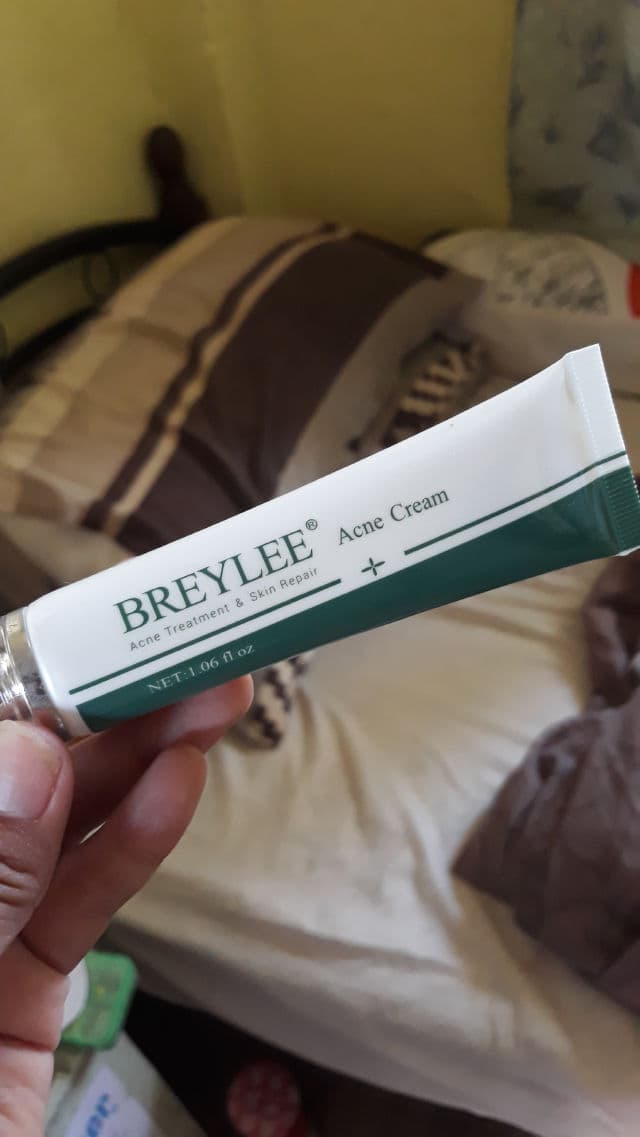 BREYLEE®
Acne Cream
Acne Treatment & Skin Repair
NET:1.06 fl oz